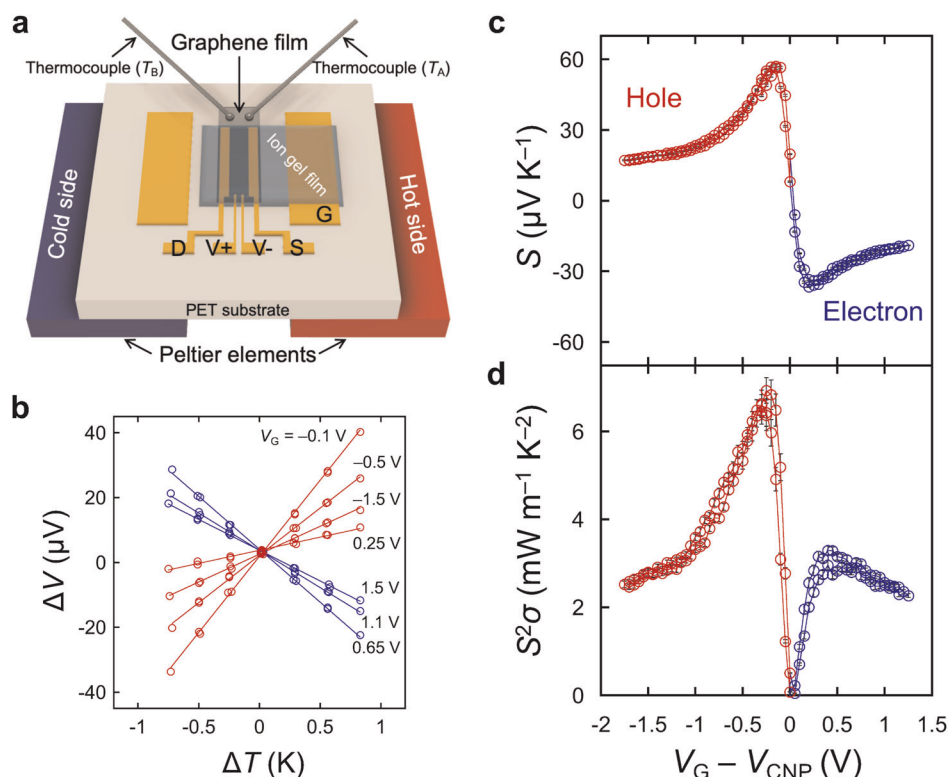 a
Graphene film
Thermocouple (TB)
Thermocouple (TA)
Cold side
Ion gel film
Hot side
G
D V+ V- S
PET substrate
Peltier elements
b
40
20
0
-20
-40
ΔV (μV)
VG = –0.1 V
–0.5 V
–1.5 V
0.25 V
1.5 V
1.1 V
0.65 V
-1 -0.5 0 0.5 1
ΔT (K)
c
60
30
0
-30
-60
S (μV K−1)
Hole
Electron
d
6
4
2
0
S2σ (mW m−1 K−2)
-2 -1.5 -1 -0.5 0 0.5 1 1.5
VG − VCNP (V)